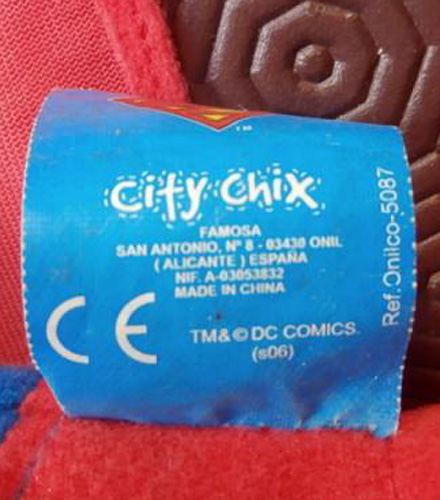 TM
city chix
FAMOSA
SAN ANTONIO, Nº 8 - 03430 ONIL
( ALICANTE ) ESPAÑA
NIF. A-03053832
MADE IN CHINA
CE
TM&© DC COMICS.
(s06)
Ref.Onilco-5087